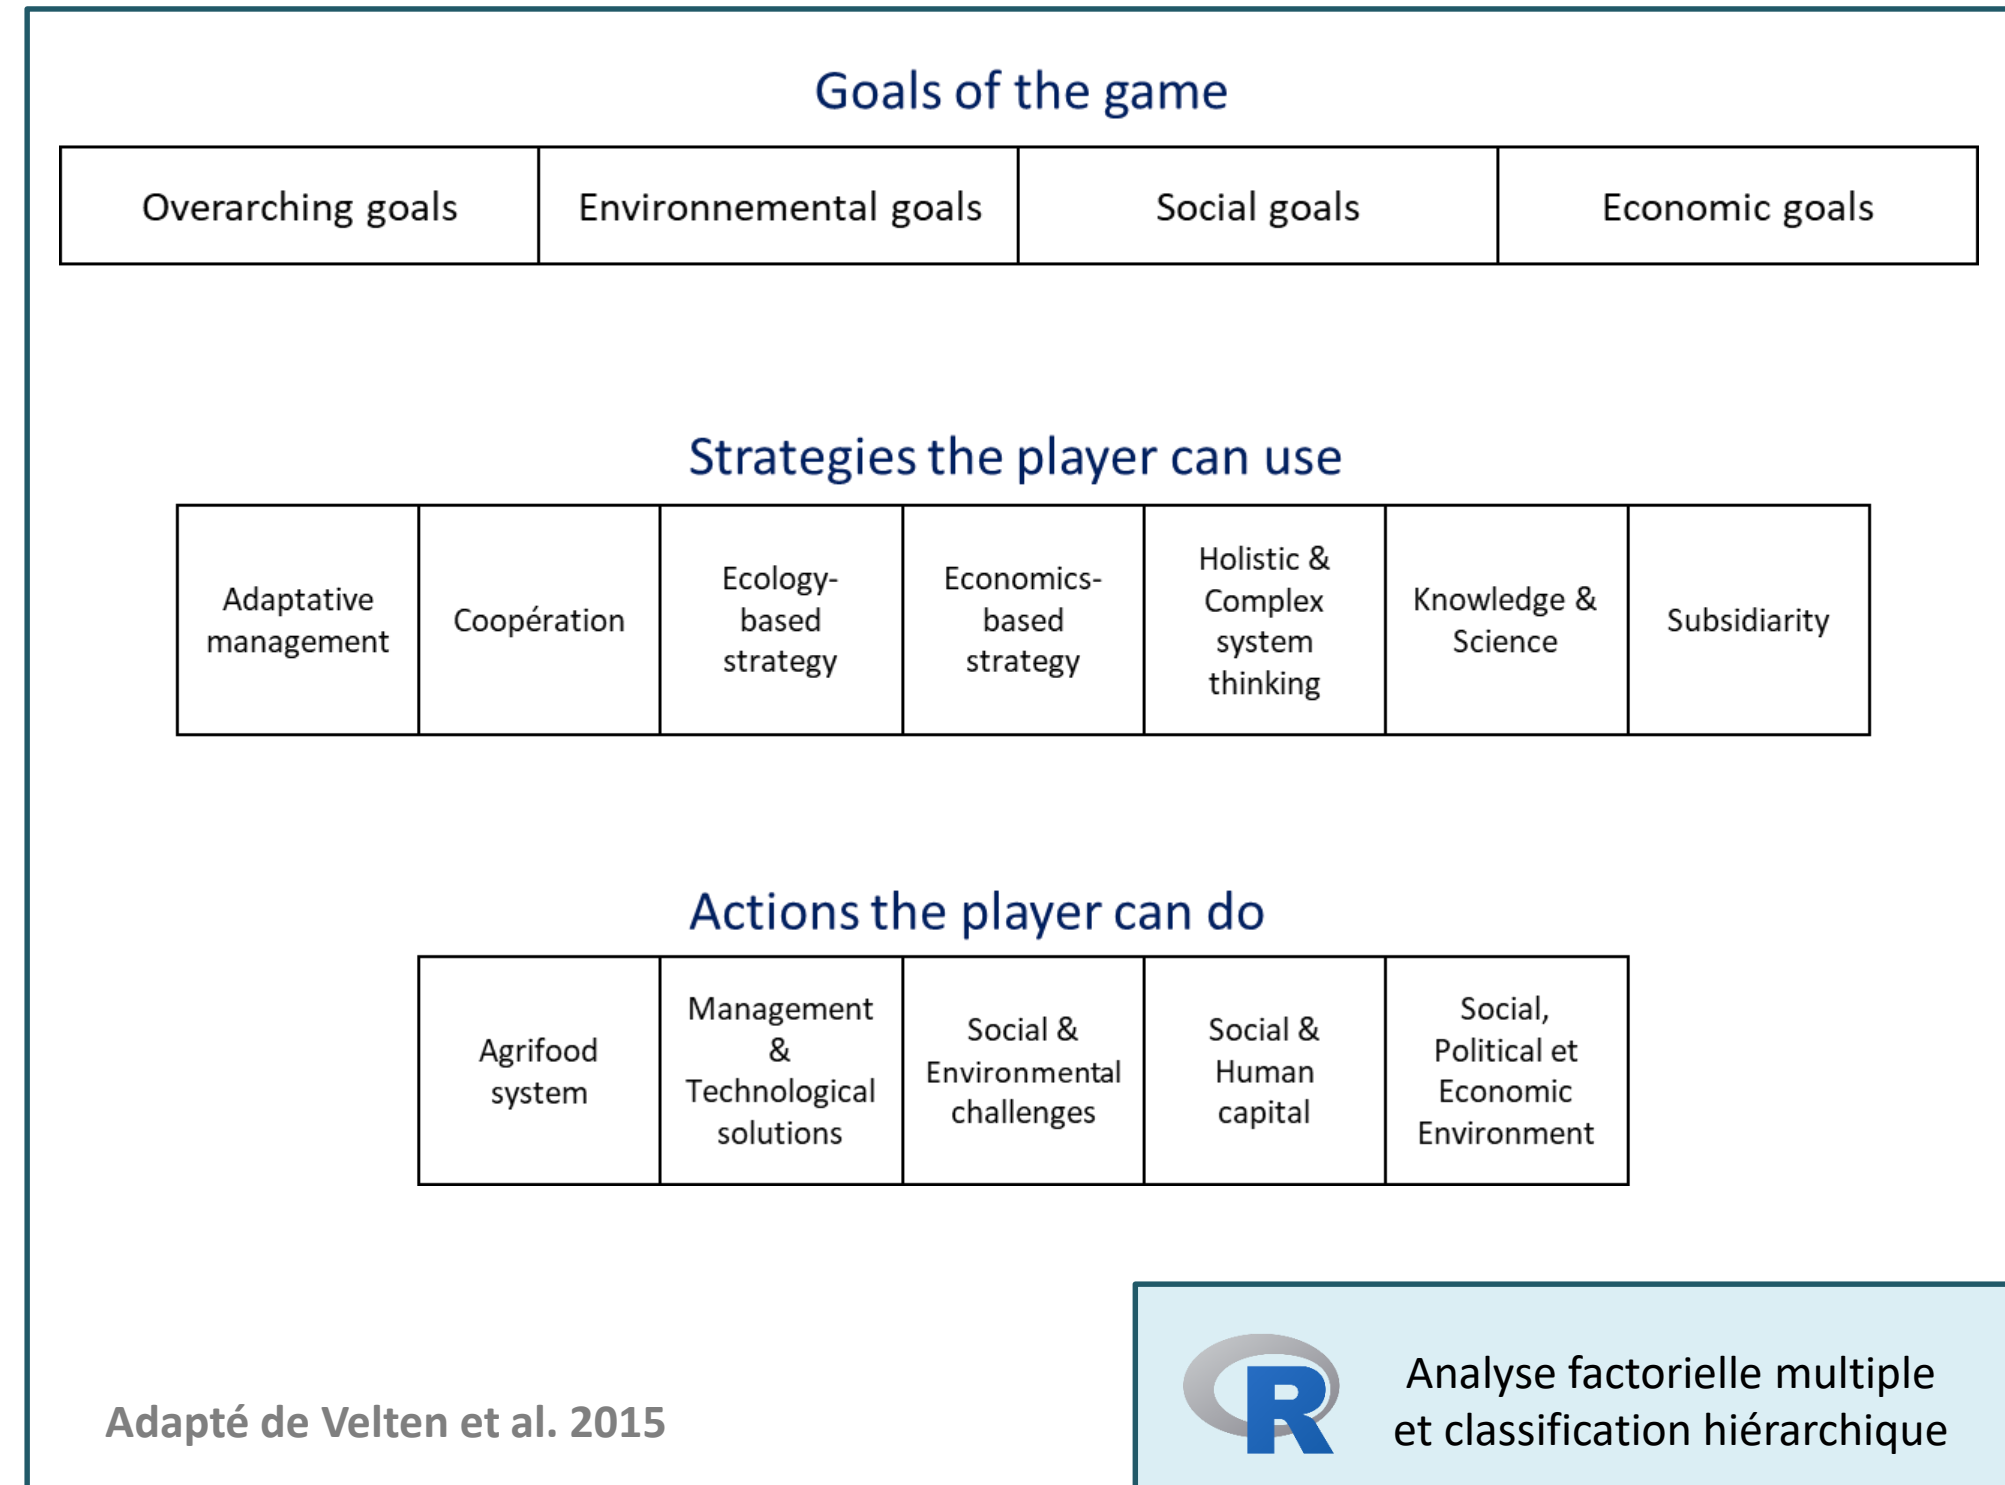 Goals of the game
Overarching goals
Environnemental goals
Social goals
Economic goals
Strategies the player can use
Adaptative
management
Coopération
Ecology-
based
strategy
Economics-
based
strategy
Holistic &
Complex
system
thinking
Knowledge &
Science
Subsidiarity
Actions the player can do
Agrifood
system
Management
&
Technological
solutions
Social &
Environmental
challenges
Social &
Human
capital
Social,
Political et
Economic
Environment
Adapté de Velten et al. 2015
R
Analyse factorielle multiple
et classification hiérarchique